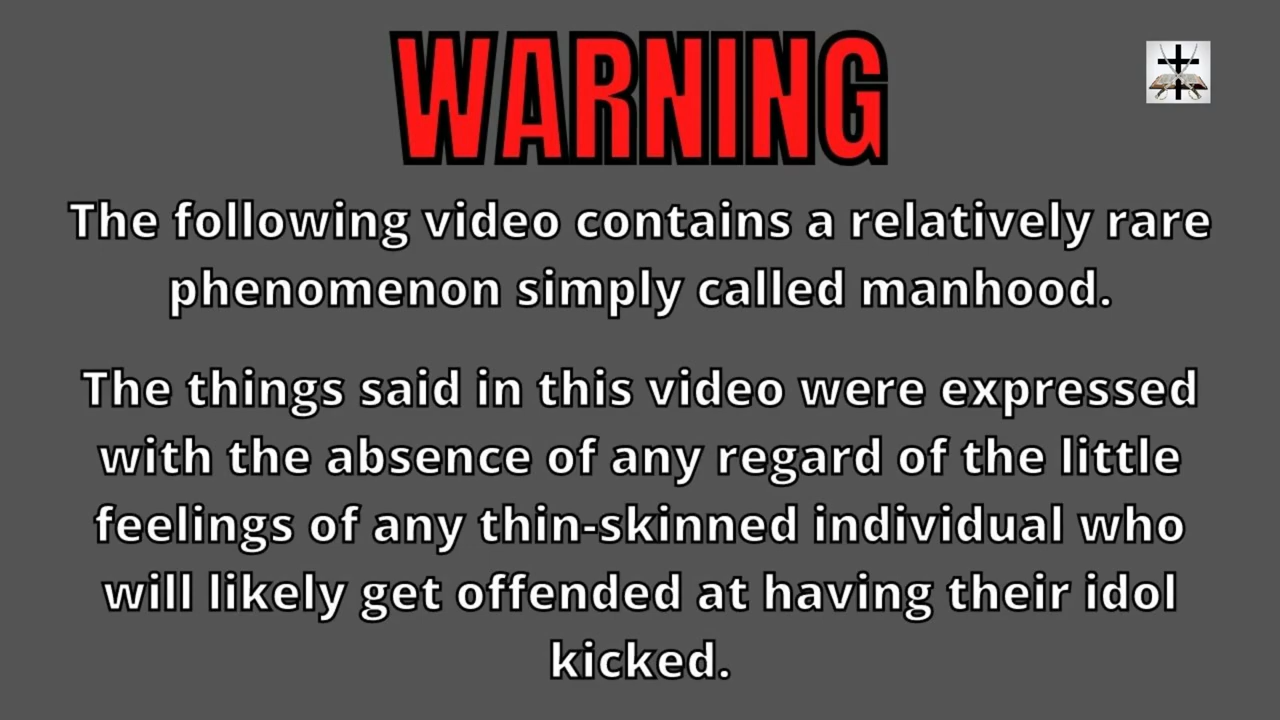 WARNING
The following video contains a relatively rare
phenomenon simply called manhood.
The things said in this video were expressed
with the absence of any regard of the little
feelings of any thin-skinned individual who
will likely get offended at having their idol
kicked.